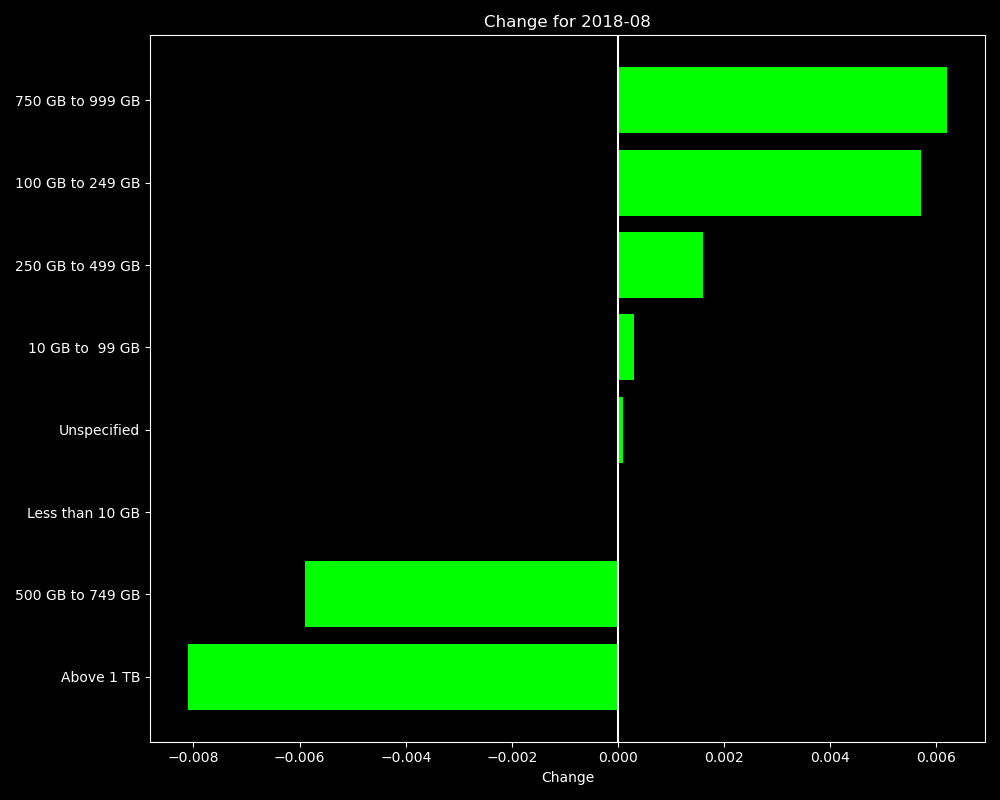 Change for 2018-08
750 GB to 999 GB
100 GB to 249 GB
250 GB to 499 GB
10 GB to  99 GB
Unspecified
Less than 10 GB
500 GB to 749 GB
Above 1 TB
−0.008 −0.006 −0.004 −0.002 0.000 0.002 0.004 0.006
Change